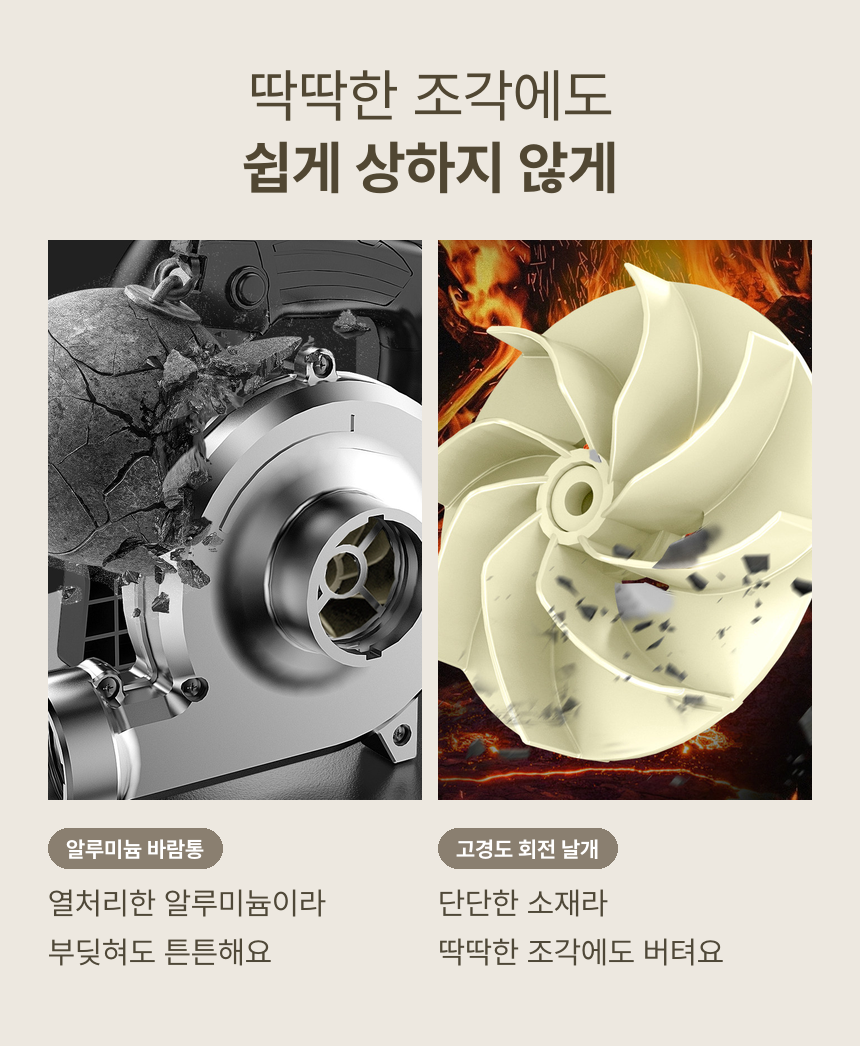 딱딱한 조각에도
쉽게 상하지 않게
알루미늄 바람통
열처리한 알루미늄이라
부딪혀도 튼튼해요
고경도 회전 날개
단단한 소재라
딱딱한 조각에도 버텨요